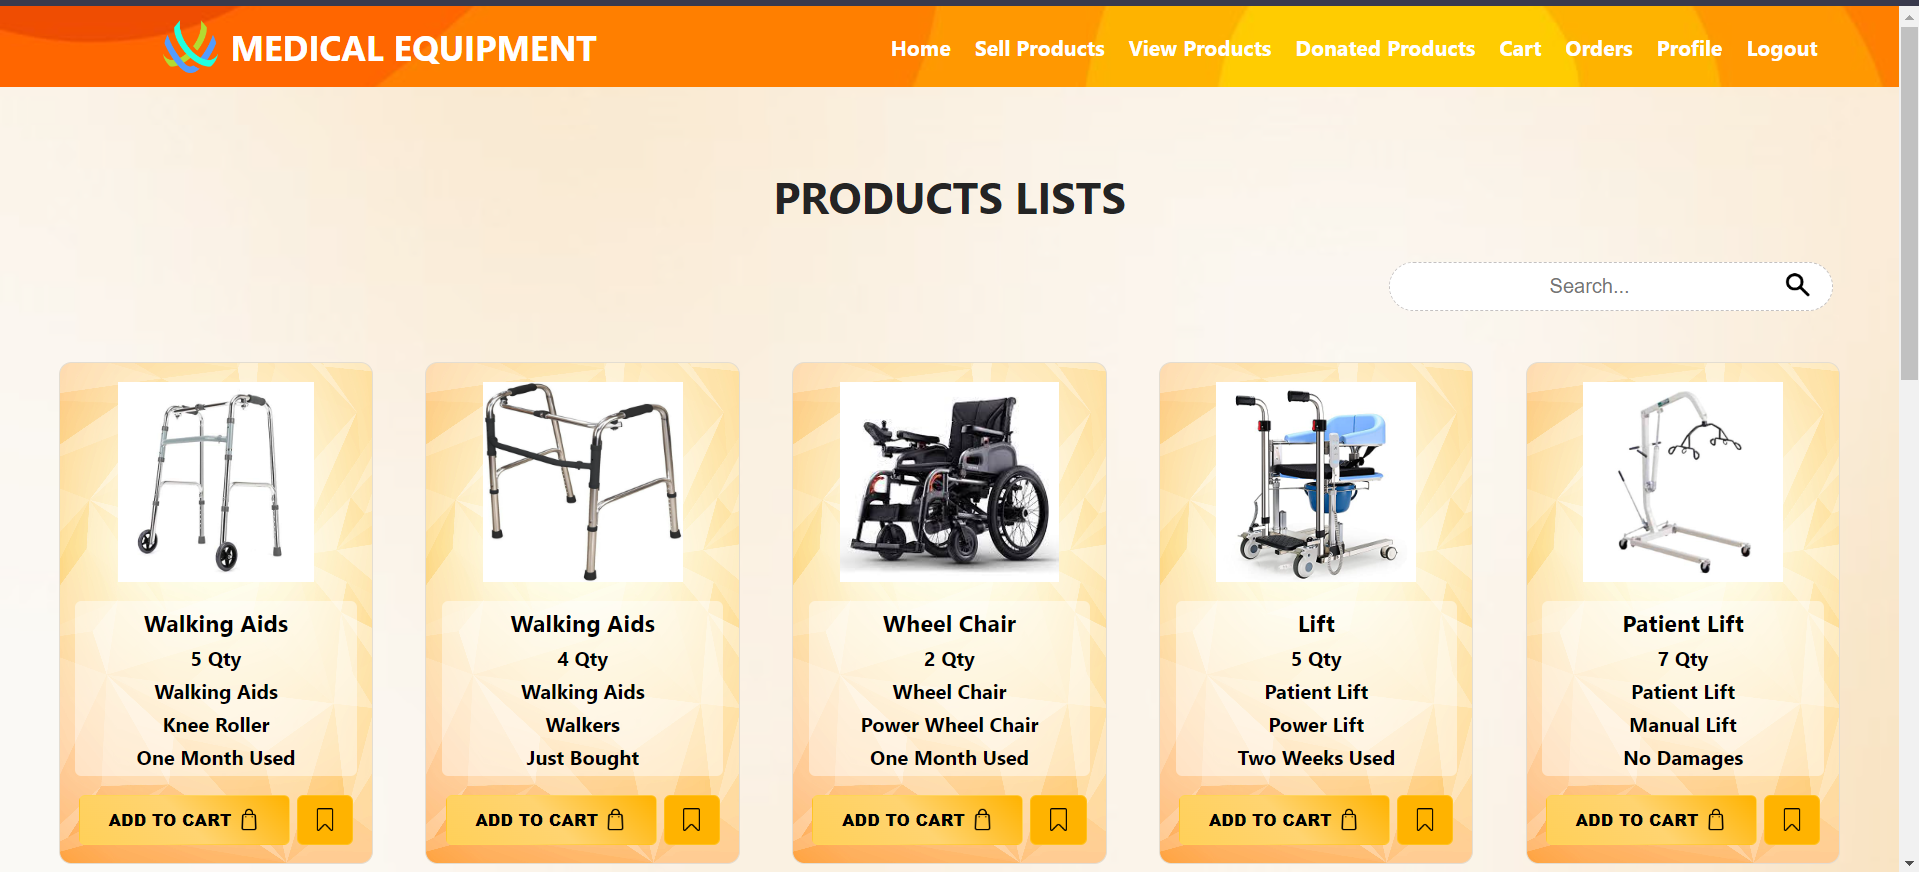 MEDICAL EQUIPMENT
Home Sell Products View Products Donated Products Cart Orders Profile Logout
PRODUCTS LISTS
Search...
Walking Aids
5 Qty
Walking Aids
Knee Roller
One Month Used
ADD TO CART
Walking Aids
4 Qty
Walking Aids
Walkers
Just Bought
ADD TO CART
Wheel Chair
2 Qty
Wheel Chair
Power Wheel Chair
One Month Used
ADD TO CART
Lift
5 Qty
Patient Lift
Power Lift
Two Weeks Used
ADD TO CART
Patient Lift
7 Qty
Patient Lift
Manual Lift
No Damages
ADD TO CART